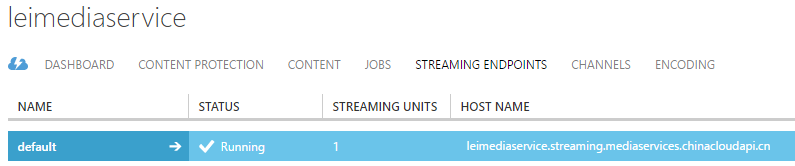 leimediaservice
DASHBOARD CONTENT PROTECTION CONTENT JOBS STREAMING ENDPOINTS CHANNELS ENCODING
NAME STATUS STREAMING UNITS HOST NAME
default Running 1 leimediaservice.streaming.mediaservices.chinacloudapi.cn